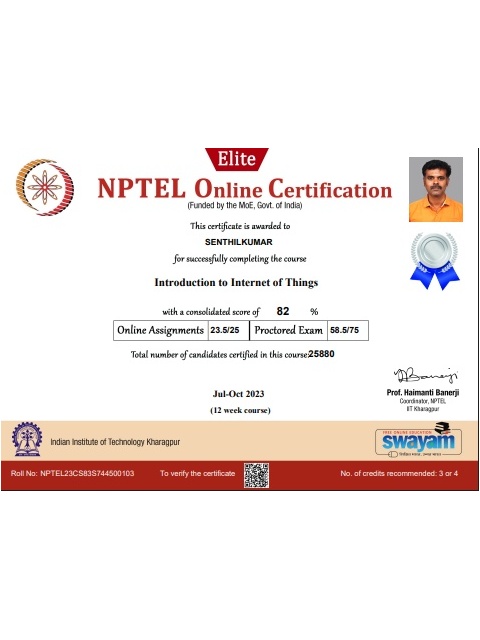 Elite
NPTEL Online Certification
(Funded by the MoE, Govt. of India)
This certificate is awarded to
SENTHILKUMAR
for successfully completing the course
Introduction to Internet of Things
with a consolidated score of 82 %
Online Assignments 23.5/25 Proctored Exam 58.5/75
Total number of candidates certified in this course:25880
Jul-Oct 2023
(12 week course)
Prof. Haimanti Banerji
Coordinator, NPTEL
IIT Kharagpur
Indian Institute of Technology Kharagpur
FREE ONLINE EDUCATION
swayam
Roll No: NPTEL23CS83S744500103 To verify the certificate No. of credits recommended: 3 or 4